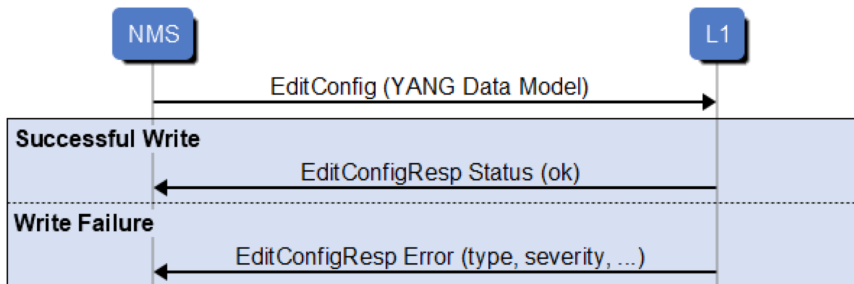 NMS L1
EditConfig (YANG Data Model)
Successful Write
EditConfigResp Status (ok)
Write Failure
EditConfigResp Error (type, severity, ...)